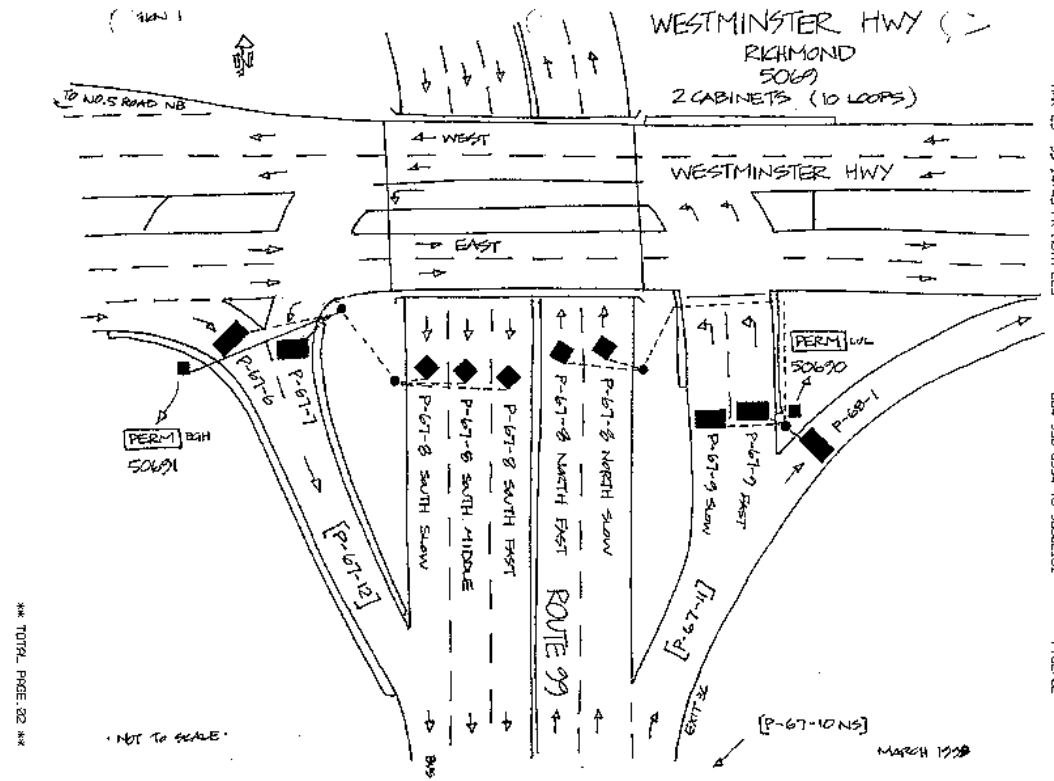 N
WESTMINSTER HWY
RICHMOND
5069
2 CABINETS (10 LOOPS)
TO NO.5 ROAD NB
WEST
WESTMINSTER HWY
EAST
PERM
50690
P-67-6
P-67-7
P-67-8 SOUTH SLOW
P-67-8 SOUTH MIDDLE
P-67-8 SOUTH FAST
P-67-8 NORTH FAST
P-67-8 NORTH SLOW
P-67-9 SLOW
P-67-9 FAST
P-68-1
PERM BGH
50691
[P-67-12]
ROUTE 99
[P-67-11]
EXIT 36
[P-67-10 NS]
BUS
· NOT TO SCALE ·
MARCH 1998
** TOTAL PAGE.02 **